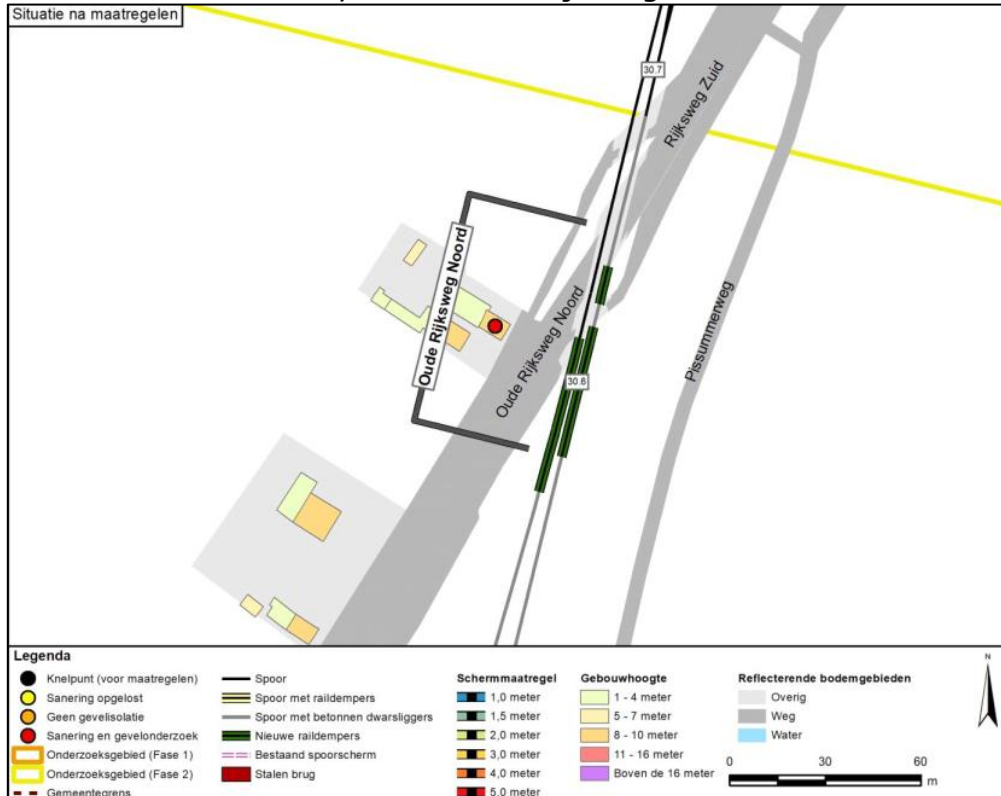 Situatie na maatregelen
30.7
Rijksweg Zuid
Oude Rijksweg Noord
Oude Rijksweg Noord
30.6
Pissummerweg
Legenda
Knelpunt (voor maatregelen)
Sanering opgelost
Geen gevelisolatie
Sanering en gevelonderzoek
Onderzoeksgebied (Fase 1)
Onderzoeksgebied (Fase 2)
Gemeentegrens
Spoor
Spoor met raildempers
Spoor met betonnen dwarsliggers
Nieuwe raildempers
Bestaand spoorscherm
Stalen brug
Schermmaatregel
1,0 meter
1,5 meter
2,0 meter
3,0 meter
4,0 meter
5,0 meter
Gebouwhoogte
1 - 4 meter
5 - 7 meter
8 - 10 meter
11 - 16 meter
Boven de 16 meter
Reflecterende bodemgebieden
Overig
Weg
Water
N
0 30 60
m